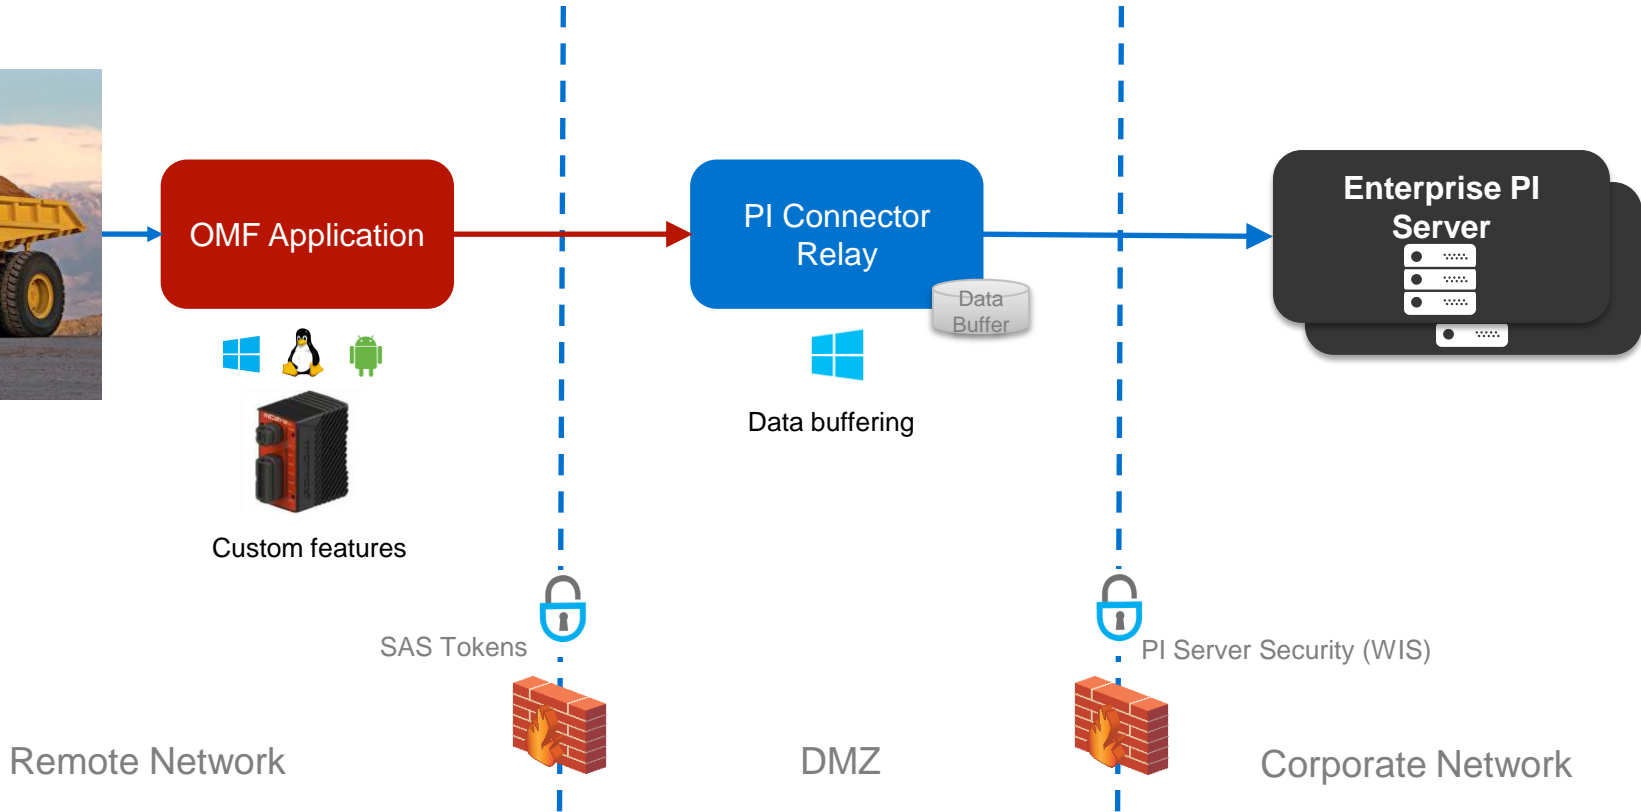 OMF Application
PI Connector
Relay
Enterprise PI
Server
Data
Buffer
Data buffering
Custom features
SAS Tokens
PI Server Security (WIS)
Remote Network
DMZ
Corporate Network